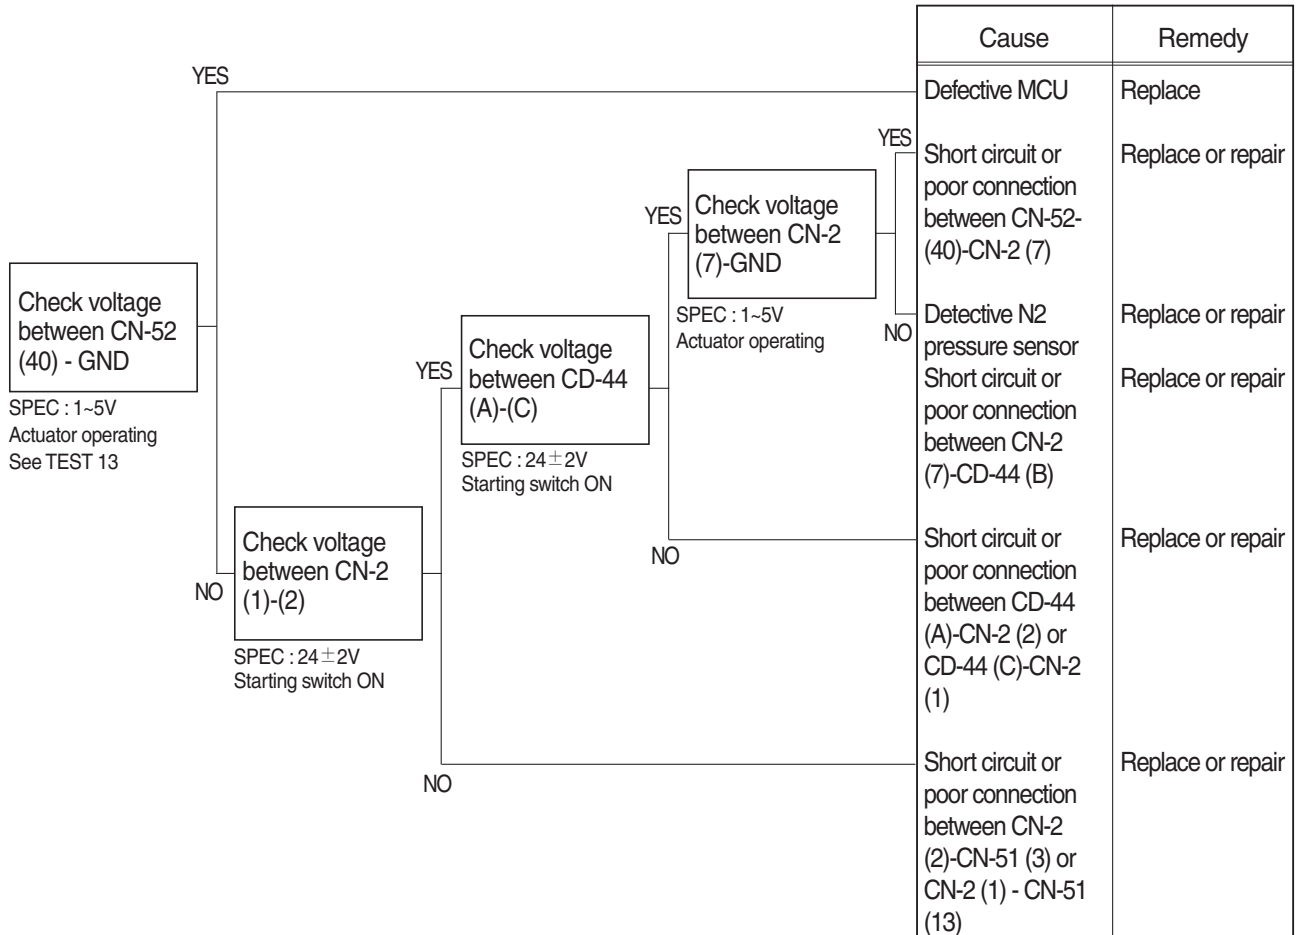 Cause
Remedy
YES
Defective MCU
Replace
YES
Short circuit or
poor connection
between CN-52-
(40)-CN-2 (7)
Replace or repair
YES
Check voltage
between CN-2
(7)-GND
SPEC : 1~5V
Actuator operating
NO
Detective N2
pressure sensor
Replace or repair
Short circuit or
poor connection
between CN-2
(7)-CD-44 (B)
Replace or repair
Check voltage
between CN-52
(40) - GND
SPEC : 1~5V
Actuator operating
See TEST 13
YES
Check voltage
between CD-44
(A)-(C)
SPEC : 24±2V
Starting switch ON
NO
Short circuit or
poor connection
between CD-44
(A)-CN-2 (2) or
CD-44 (C)-CN-2
(1)
Replace or repair
NO
Check voltage
between CN-2
(1)-(2)
SPEC : 24±2V
Starting switch ON
NO
Short circuit or
poor connection
between CN-2
(2)-CN-51 (3) or
CN-2 (1) - CN-51
(13)
Replace or repair